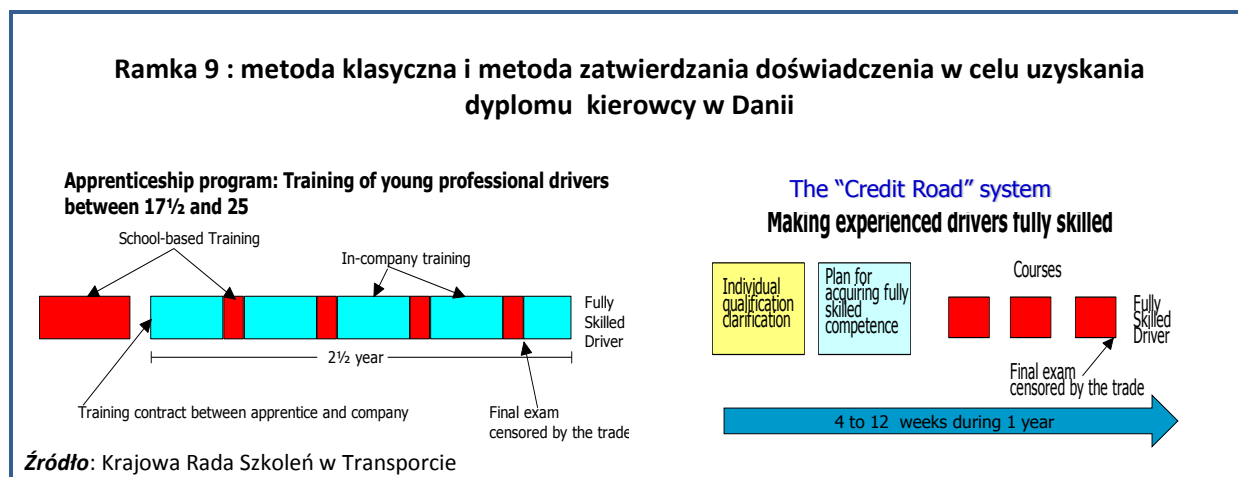 Ramka 9 : metoda klasyczna i metoda zatwierdzania doświadczenia w celu uzyskania
dyplomu kierowcy w Danii
Apprenticeship program: Training of young professional drivers
between 17½ and 25
School-based Training
In-company training
Fully
Skilled
Driver
2½ year
Training contract between apprentice and company
Final exam
censored by the trade
The “Credit Road” system
Making experienced drivers fully skilled
Individual
qualification
clarification
Plan for
acquiring fully
skilled
competence
Courses
Fully
Skilled
Driver
Final exam
censored by the trade
4 to 12 weeks during 1 year
Źródło: Krajowa Rada Szkoleń w Transporcie